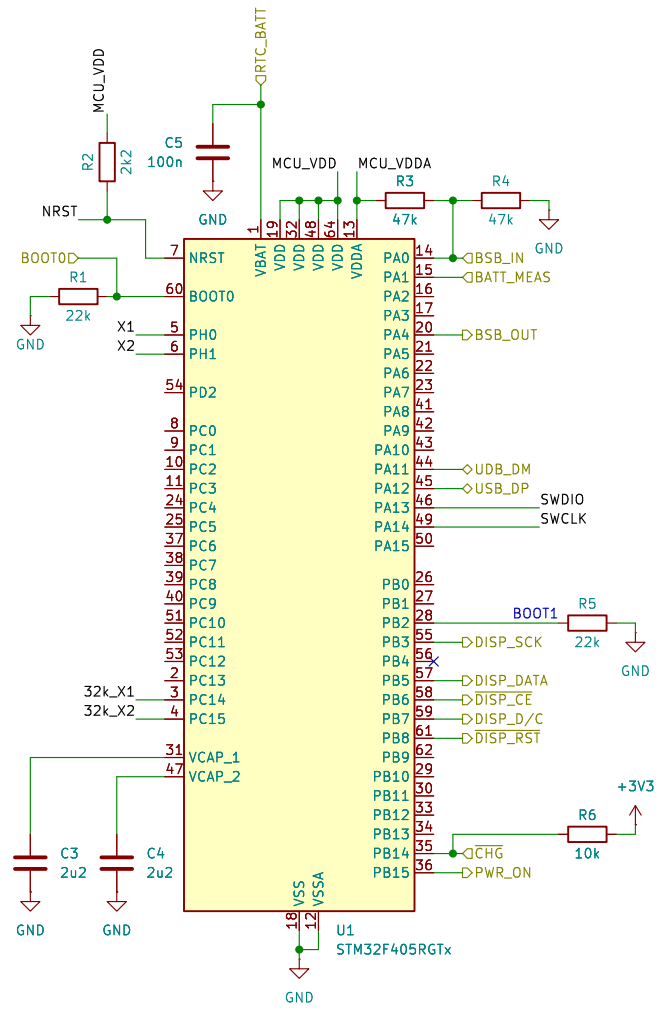 RTC_BATT
MCU_VDD
R2
2k2
C5
100n
GND
MCU_VDD
MCU_VDDA
R3
47k
R4
47k
GND
NRST
BOOT0
R1
22k
GND
X1
X2
1
VBAT
19
VDD
32
VDD
48
VDD
64
VDD
13
VDDA
7 NRST
60 BOOT0
5 PH0
6 PH1
54 PD2
8 PC0
9 PC1
10 PC2
11 PC3
24 PC4
25 PC5
37 PC6
38 PC7
39 PC8
40 PC9
51 PC10
52 PC11
53 PC12
2 PC13
32k_X1
3 PC14
32k_X2
4 PC15
31 VCAP_1
47 VCAP_2
PA0 14 BSB_IN
PA1 15 BATT_MEAS
PA2 16
PA3 17
PA4 20 BSB_OUT
PA5 21
PA6 22
PA7 23
PA8 41
PA9 42
PA10 43
PA11 44 UDB_DM
PA12 45 USB_DP
PA13 46 SWDIO
PA14 49 SWCLK
PA15 50
PB0 26
PB1 27
PB2 28 BOOT1
R5
22k
GND
PB3 55 DISP_SCK
PB4 56
PB5 57 DISP_DATA
PB6 58 DISP_CE
PB7 59 DISP_D/C
PB8 61 DISP_RST
PB9 62
PB10 29
PB11 30
PB12 33
PB13 34
PB14 35 CHG
PB15 36 PWR_ON
+3V3
R6
10k
C3
2u2
GND
C4
2u2
GND
VSS
18
VSSA
12
GND
U1
STM32F405RGTx